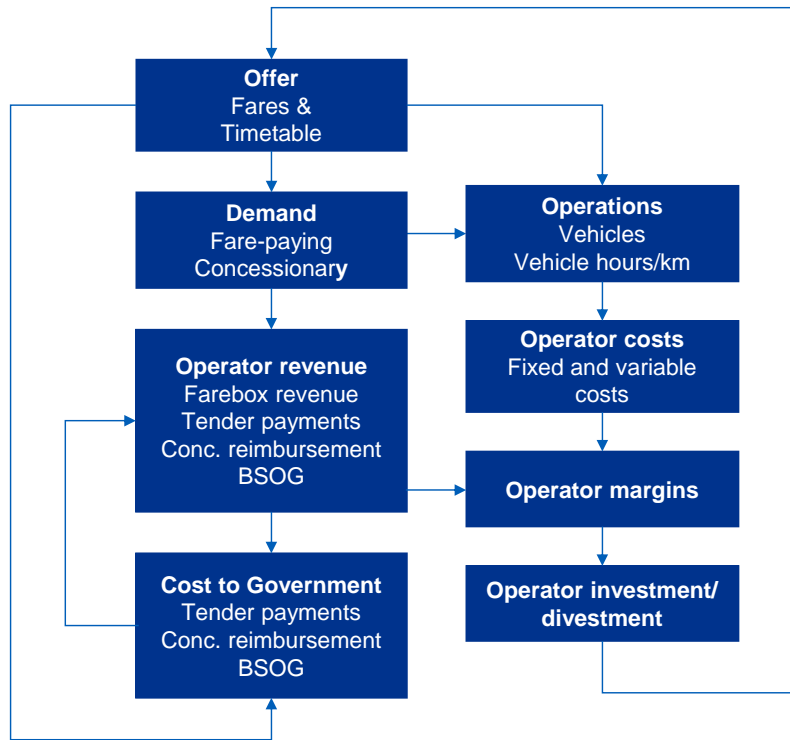 Offer
Fares &
Timetable
Demand
Fare-paying
Concessionary
Operations
Vehicles
Vehicle hours/km
Operator revenue
Farebox revenue
Tender payments
Conc. reimbursement
BSOG
Operator costs
Fixed and variable
costs
Operator margins
Cost to Government
Tender payments
Conc. reimbursement
BSOG
Operator investment/
divestment